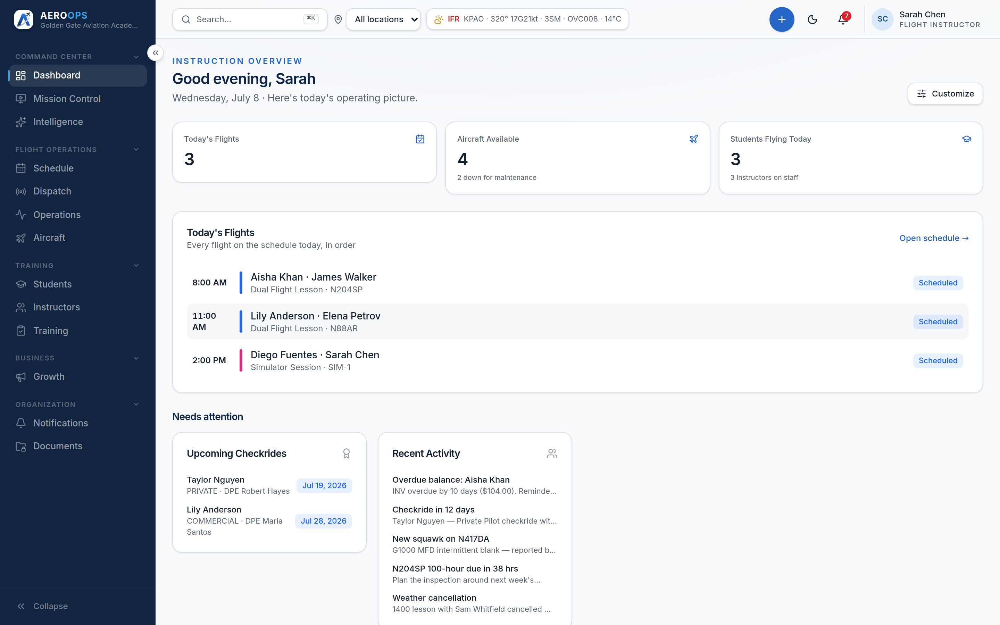 AEROOPS
Golden Gate Aviation Acade...
COMMAND CENTER
Dashboard
Mission Control
Intelligence
FLIGHT OPERATIONS
Schedule
Dispatch
Operations
Aircraft
TRAINING
Students
Instructors
Training
BUSINESS
Growth
ORGANIZATION
Notifications
Documents
Collapse
Search...
⌘K
All locations
IFR KPAO · 320° 17G21kt · 3SM · OVC008 · 14°C
7
SC
Sarah Chen
FLIGHT INSTRUCTOR
INSTRUCTION OVERVIEW
Good evening, Sarah
Wednesday, July 8 · Here's today's operating picture.
Customize
Today's Flights
3
Aircraft Available
4
2 down for maintenance
Students Flying Today
3
3 instructors on staff
Today's Flights
Every flight on the schedule today, in order
Open schedule →
8:00 AM
Aisha Khan · James Walker
Dual Flight Lesson · N204SP
Scheduled
11:00
AM
Lily Anderson · Elena Petrov
Dual Flight Lesson · N88AR
Scheduled
2:00 PM
Diego Fuentes · Sarah Chen
Simulator Session · SIM-1
Scheduled
Needs attention
Upcoming Checkrides
Taylor Nguyen
PRIVATE · DPE Robert Hayes
Jul 19, 2026
Lily Anderson
COMMERCIAL · DPE Maria
Santos
Jul 28, 2026
Recent Activity
Overdue balance: Aisha Khan
INV overdue by 10 days ($104.00). Reminde...
Checkride in 12 days
Taylor Nguyen — Private Pilot checkride wit...
New squawk on N417DA
G1000 MFD intermittent blank — reported b...
N204SP 100-hour due in 38 hrs
Plan the inspection around next week's...
Weather cancellation
1400 lesson with Sam Whitfield cancelled ...